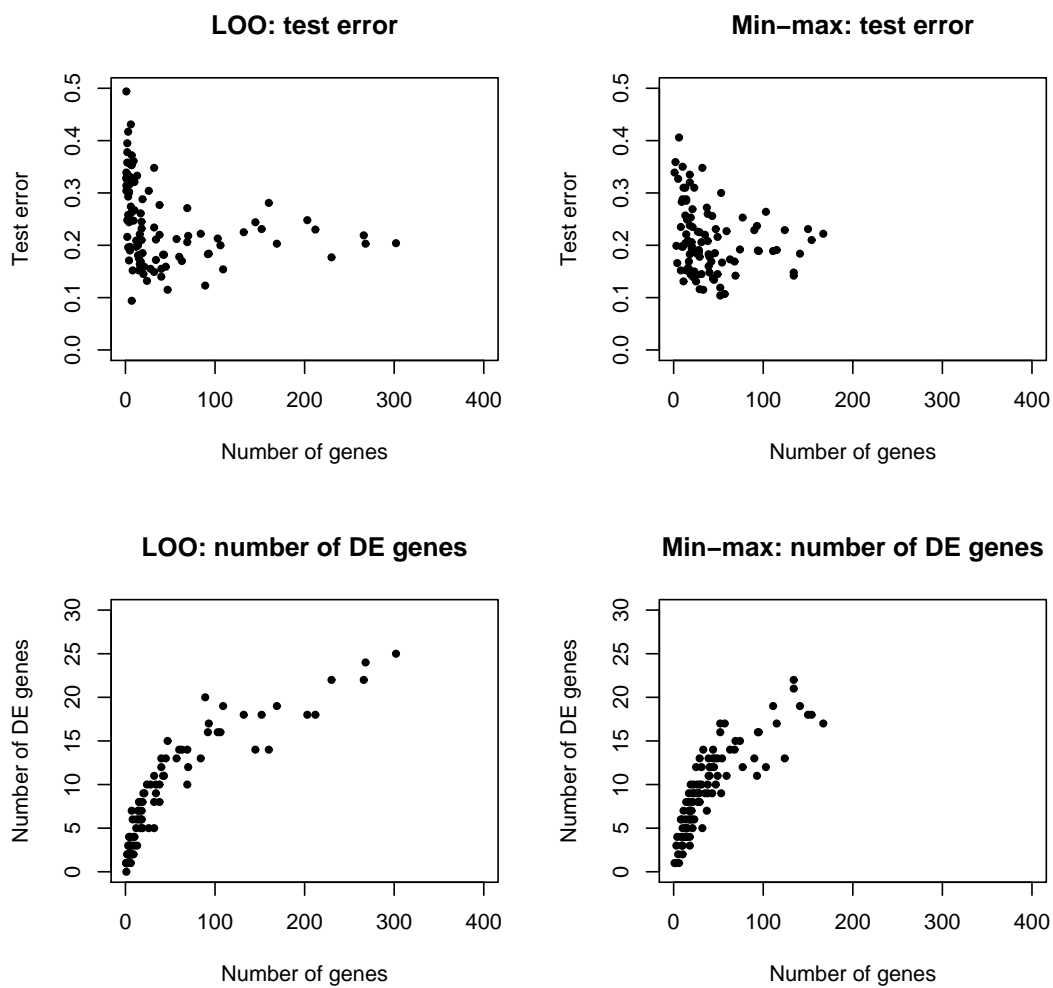 LOO: test error
Test error
0.0 0.1 0.2 0.3 0.4 0.5
0 100 200 300 400
Number of genes
Min−max: test error
Test error
0.0 0.1 0.2 0.3 0.4 0.5
0 100 200 300 400
Number of genes
LOO: number of DE genes
Number of DE genes
0 5 10 15 20 25 30
0 100 200 300 400
Number of genes
Min−max: number of DE genes
Number of DE genes
0 5 10 15 20 25 30
0 100 200 300 400
Number of genes